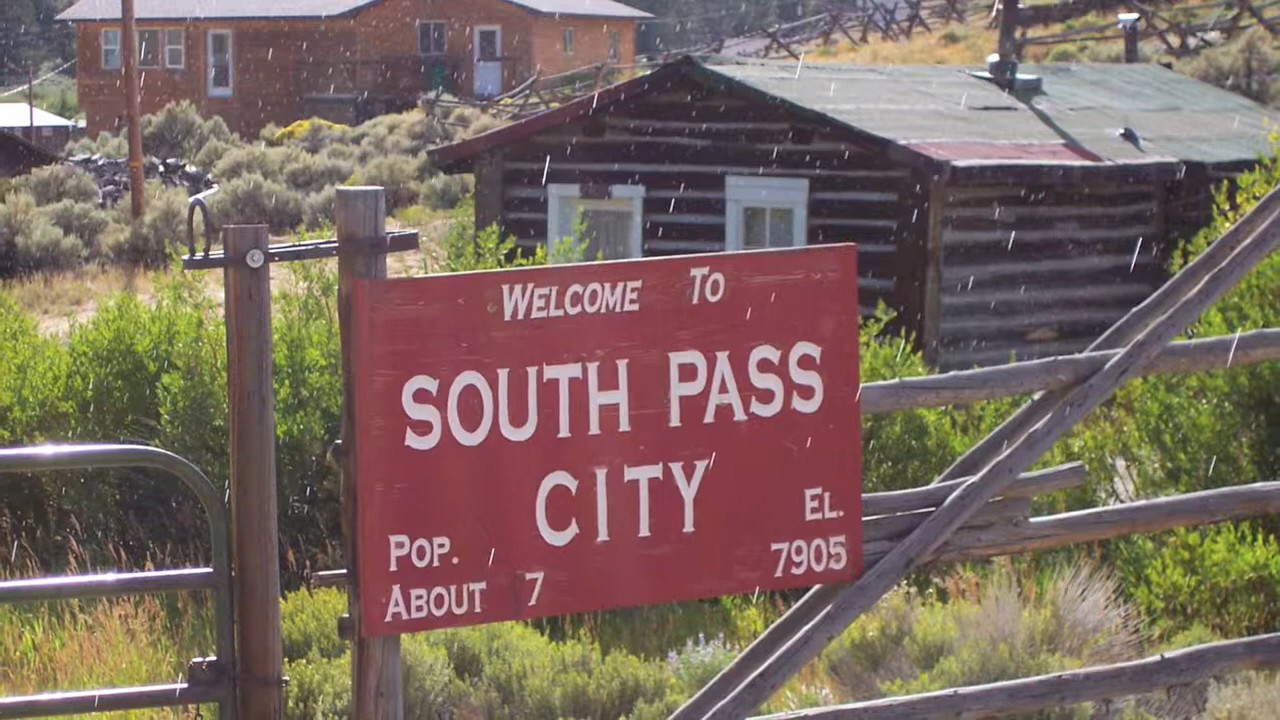 WELCOME TO
SOUTH PASS
CITY
POP.
ABOUT 7
EL.
7905